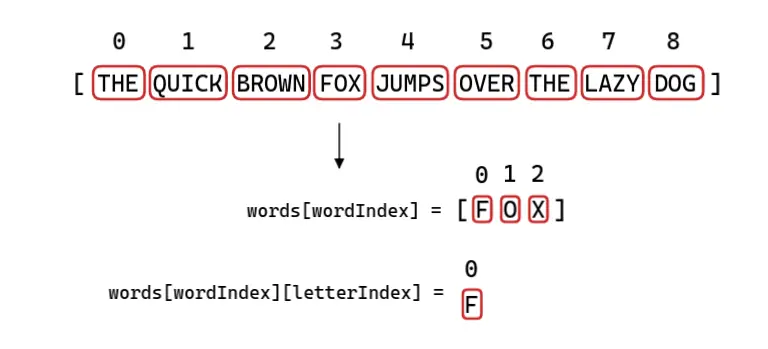 0 1 2 3 4 5 6 7 8
[ THE QUICK BROWN FOX JUMPS OVER THE LAZY DOG ]
0 1 2
words[wordIndex] = [ F O X ]
0
words[wordIndex][letterIndex] = F